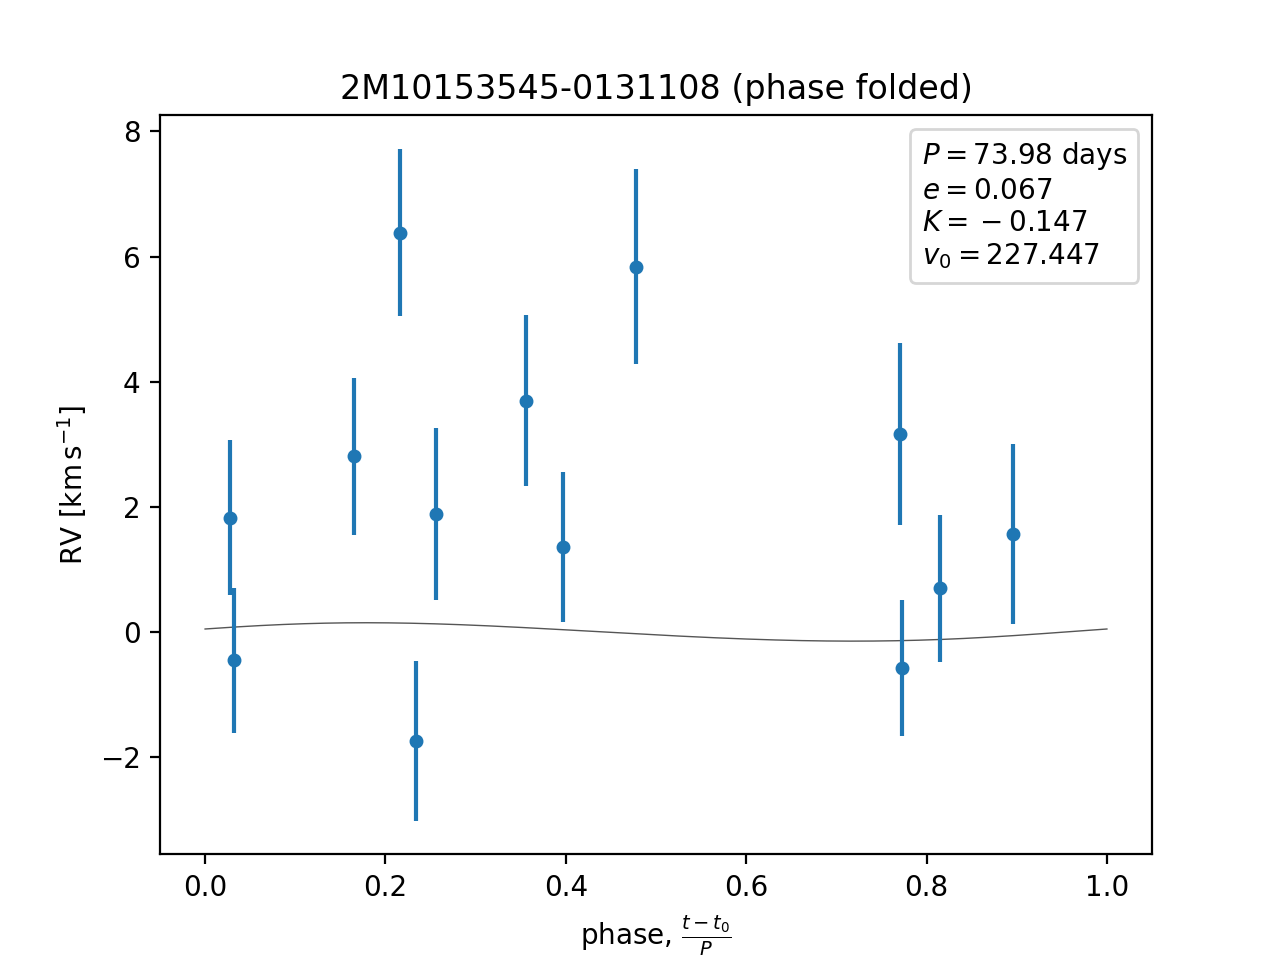 2M10153545-0131108 (phase folded)
P = 73.98 days
e = 0.067
K = −0.147
v₀ = 227.447
RV [km s⁻¹]
8
6
4
2
0
−2
0.0 0.2 0.4 0.6 0.8 1.0
phase, (t − t₀)/P